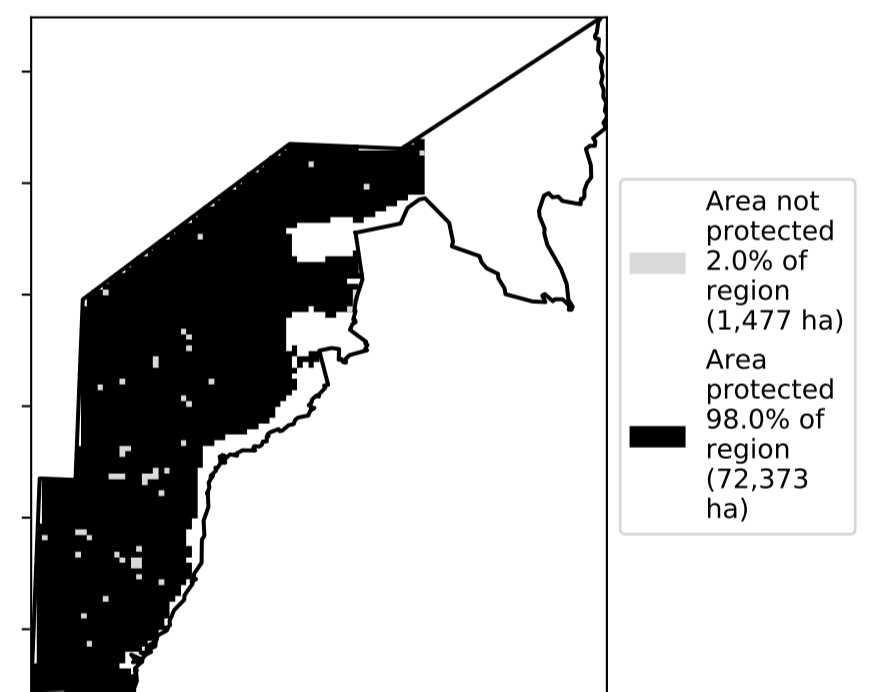 Area not
protected
2.0% of
region
(1,477 ha)
Area
protected
98.0% of
region
(72,373
ha)